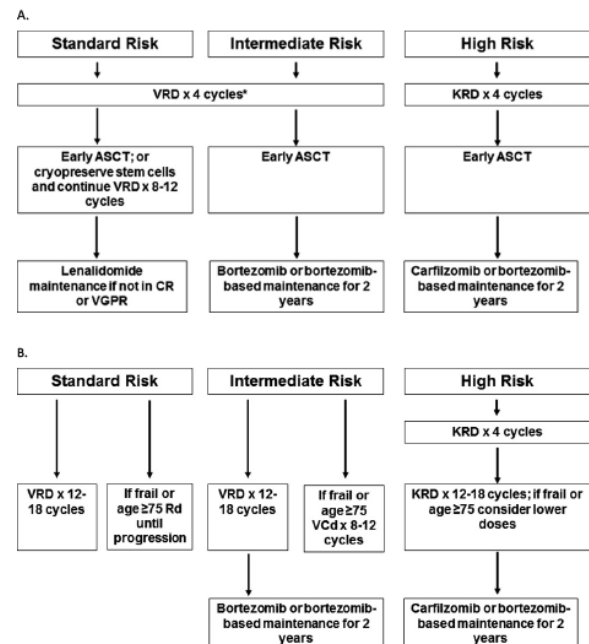 A.
Standard Risk
Intermediate Risk
High Risk
VRD x 4 cycles*
KRD x 4 cycles
Early ASCT; or
cryopreserve stem cells
and continue VRD x 8-12
cycles
Early ASCT
Early ASCT
Lenalidomide
maintenance if not in CR
or VGPR
Bortezomib or bortezomib-
based maintenance for 2
years
Carfilzomib or bortezomib-
based maintenance for 2
years
B.
Standard Risk
Intermediate Risk
High Risk
KRD x 4 cycles
VRD x 12-
18 cycles
If frail or
age ≥75 Rd
until
progression
VRD x 12-
18 cycles
If frail or
age ≥75
VCd x 8-12
cycles
KRD x 12-18 cycles; if frail or
age ≥75 consider lower
doses
Bortezomib or bortezomib-
based maintenance for 2
years
Carfilzomib or bortezomib-
based maintenance for 2
years